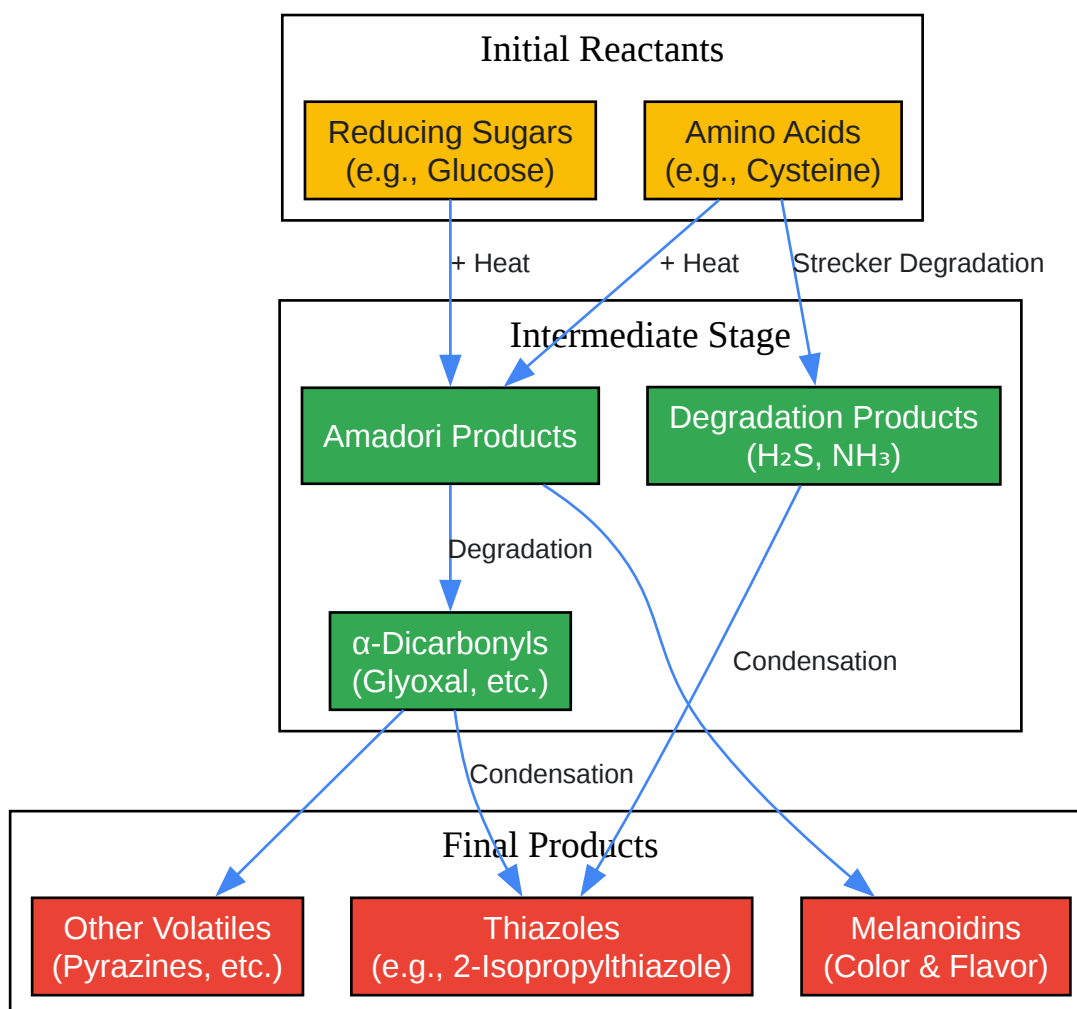 Initial Reactants
Reducing Sugars
(e.g., Glucose)
Amino Acids
(e.g., Cysteine)
+ Heat
+ Heat
Strecker Degradation
Intermediate Stage
Amadori Products
Degradation Products
(H₂S, NH₃)
Degradation
α-Dicarbonyls
(Glyoxal, etc.)
Condensation
Condensation
Final Products
Other Volatiles
(Pyrazines, etc.)
Thiazoles
(e.g., 2-Isopropylthiazole)
Melanoidins
(Color & Flavor)